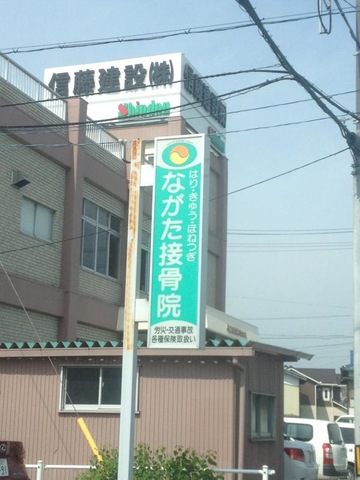 信藤建設(株)
Shindou
はり・きゅう・ほねつぎ
ながた接骨院
労災・交通事故
各種保険取扱い